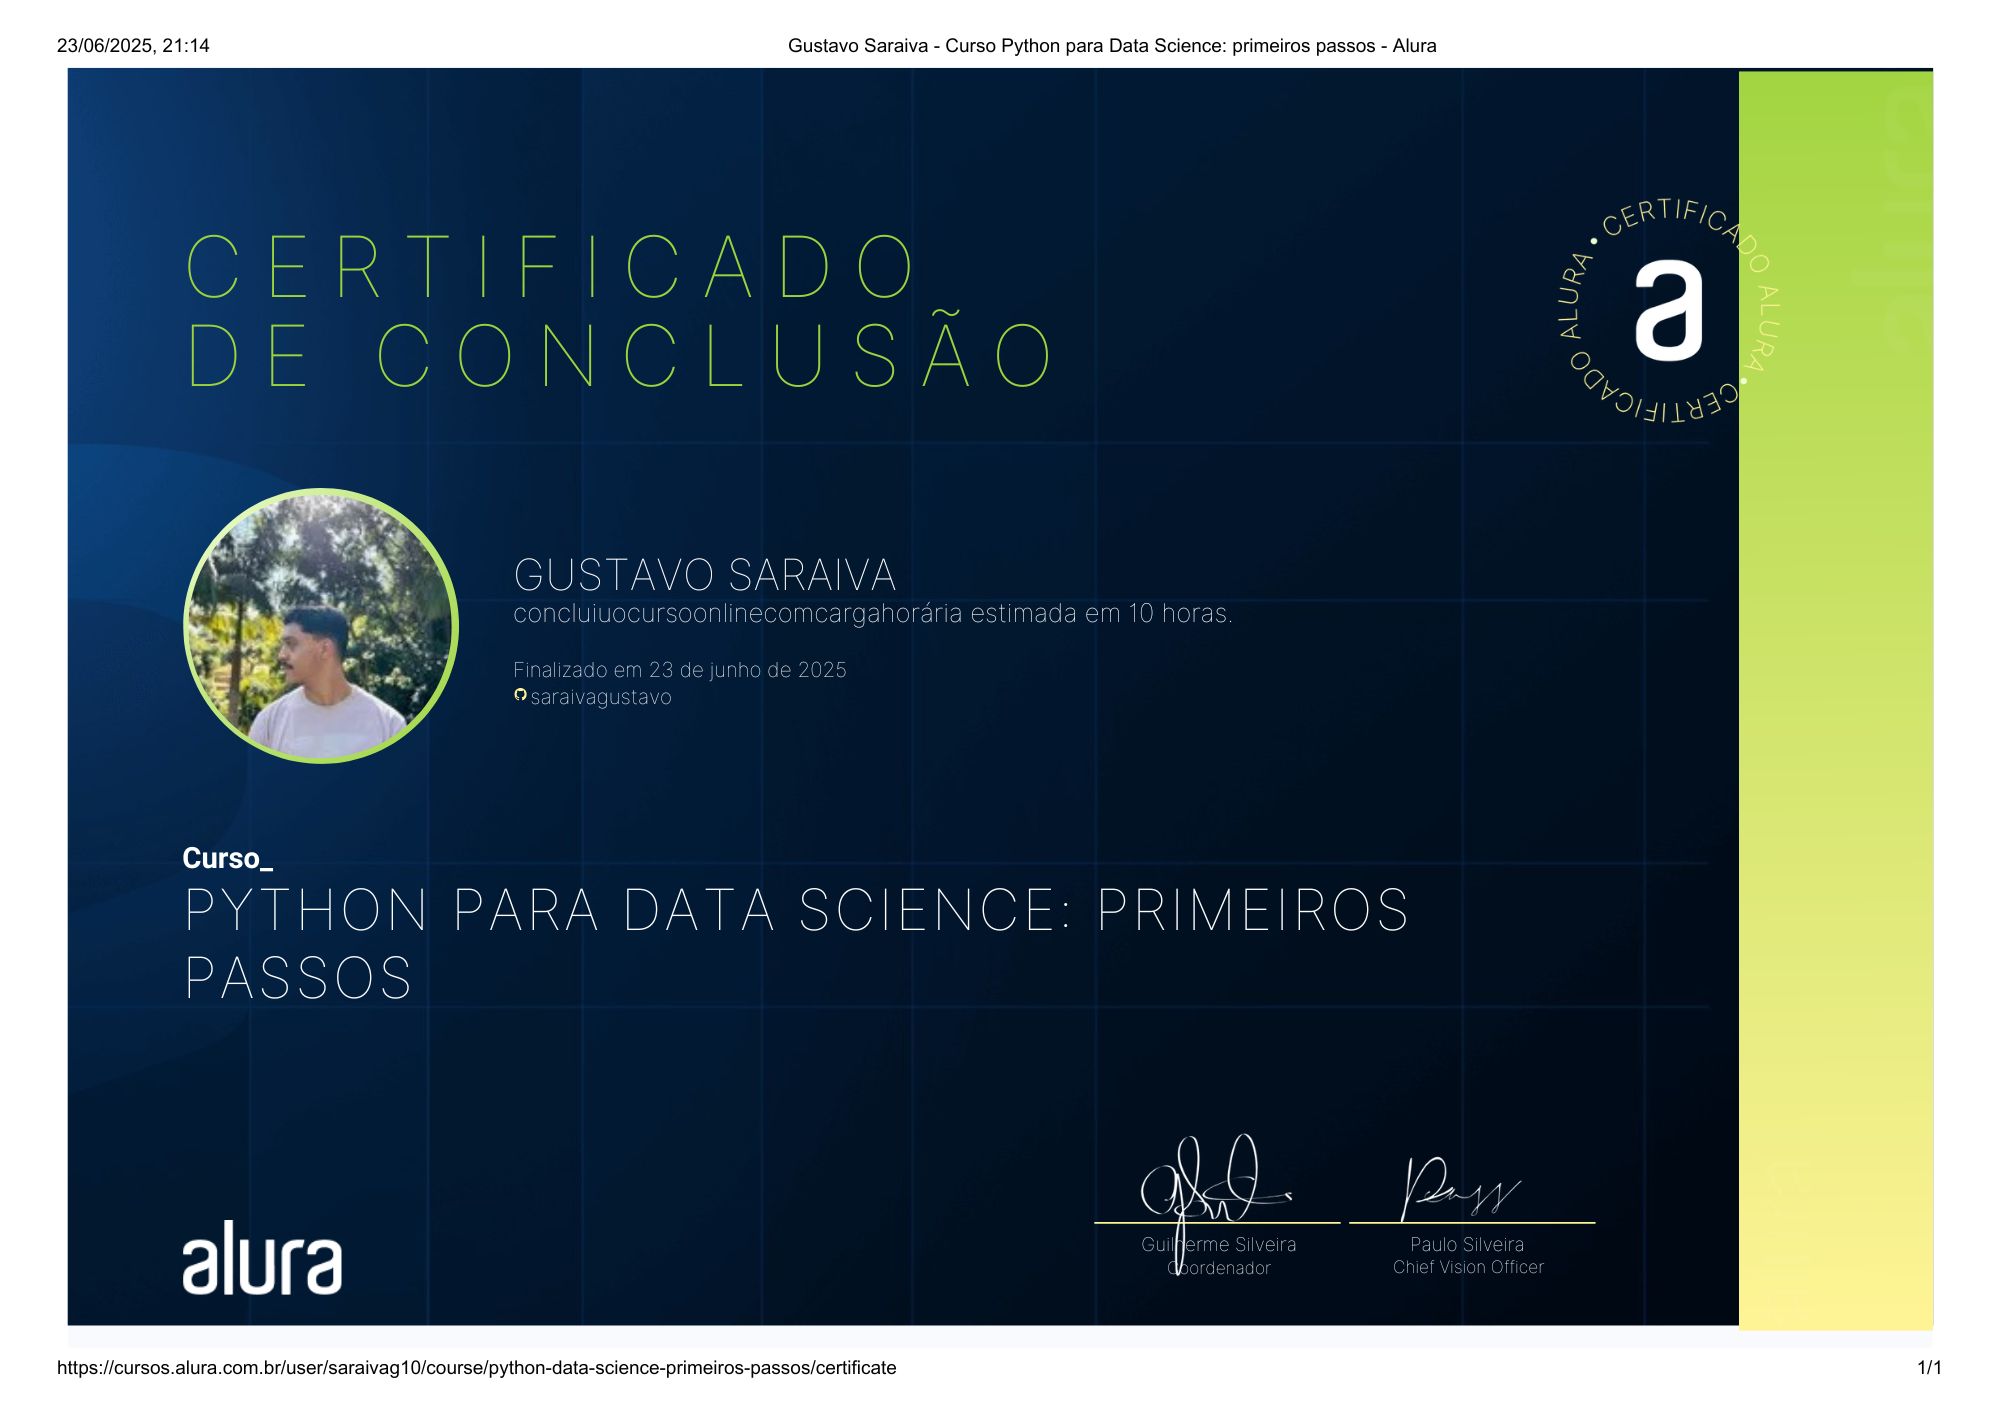 23/06/2025, 21:14
Gustavo Saraiva - Curso Python para Data Science: primeiros passos - Alura
CERTIFICADO
DE CONCLUSÃO
• CERTIFICADO ALURA • CERTIFICADO ALURA
a
GUSTAVO SARAIVA
concluiuocursoonlinecomcargahorária estimada em 10 horas.
Finalizado em 23 de junho de 2025
saraivagustavo
Curso_
PYTHON PARA DATA SCIENCE: PRIMEIROS
PASSOS
alura
Guilherme Silveira
Coordenador
Paulo Silveira
Chief Vision Officer
https://cursos.alura.com.br/user/saraivag10/course/python-data-science-primeiros-passos/certificate
1/1